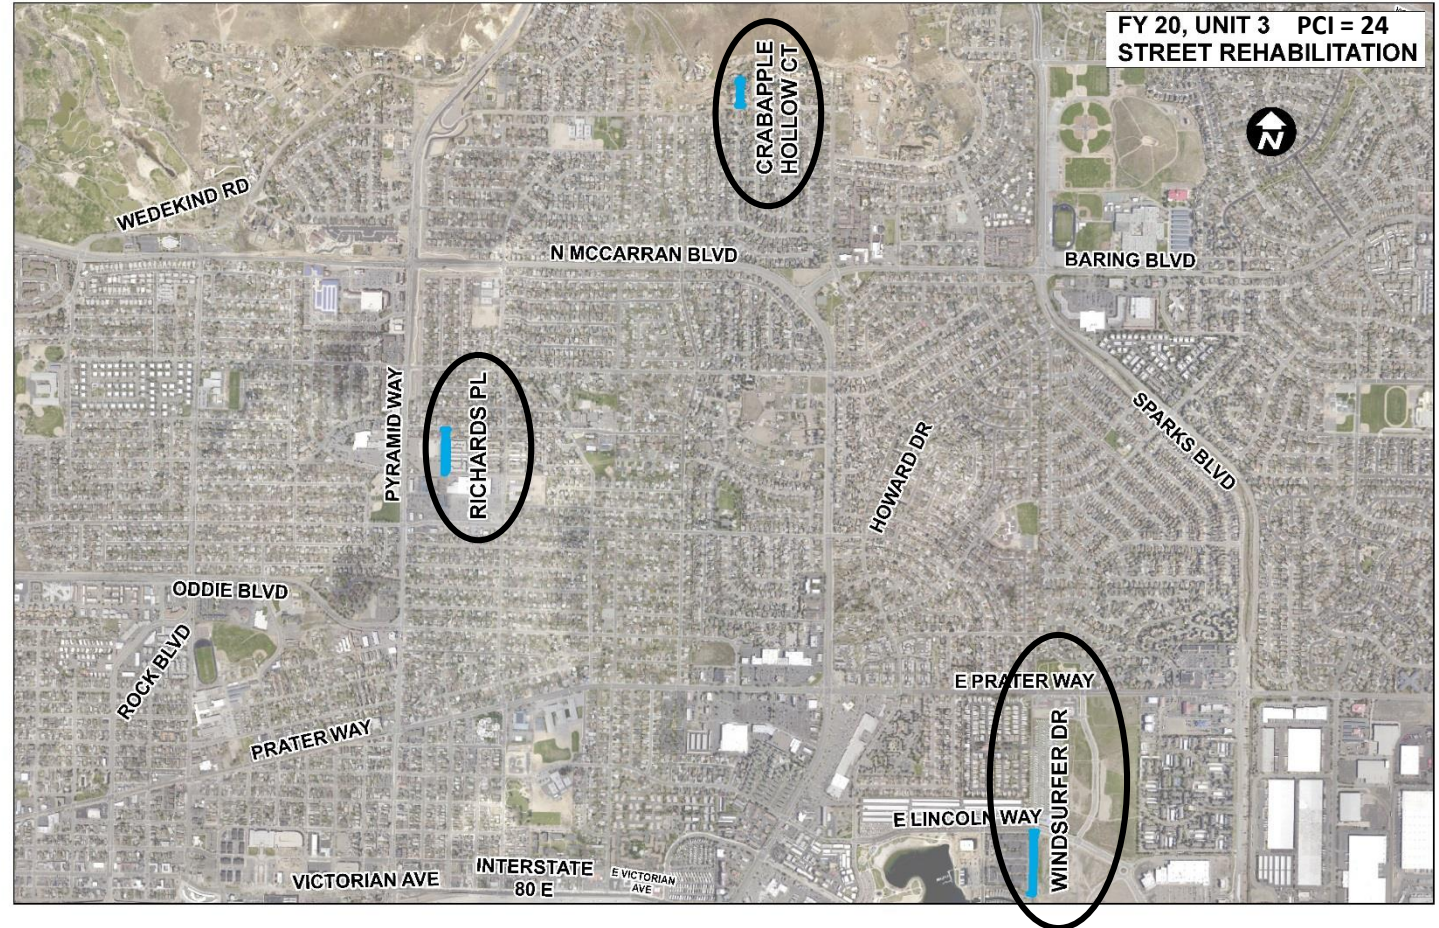 FY 20, UNIT 3 PCI = 24
STREET REHABILITATION
N
CRABAPPLE
HOLLOW CT
WEDEKIND RD
N MCCARRAN BLVD
BARING BLVD
PYRAMID WAY
RICHARDS PL
SPARKS BLVD
HOWARD DR
ODDIE BLVD
ROCK BLVD
E PRATER WAY
PRATER WAY
WINDSURFER DR
E LINCOLN WAY
INTERSTATE
80 E
E VICTORIAN
AVE
VICTORIAN AVE